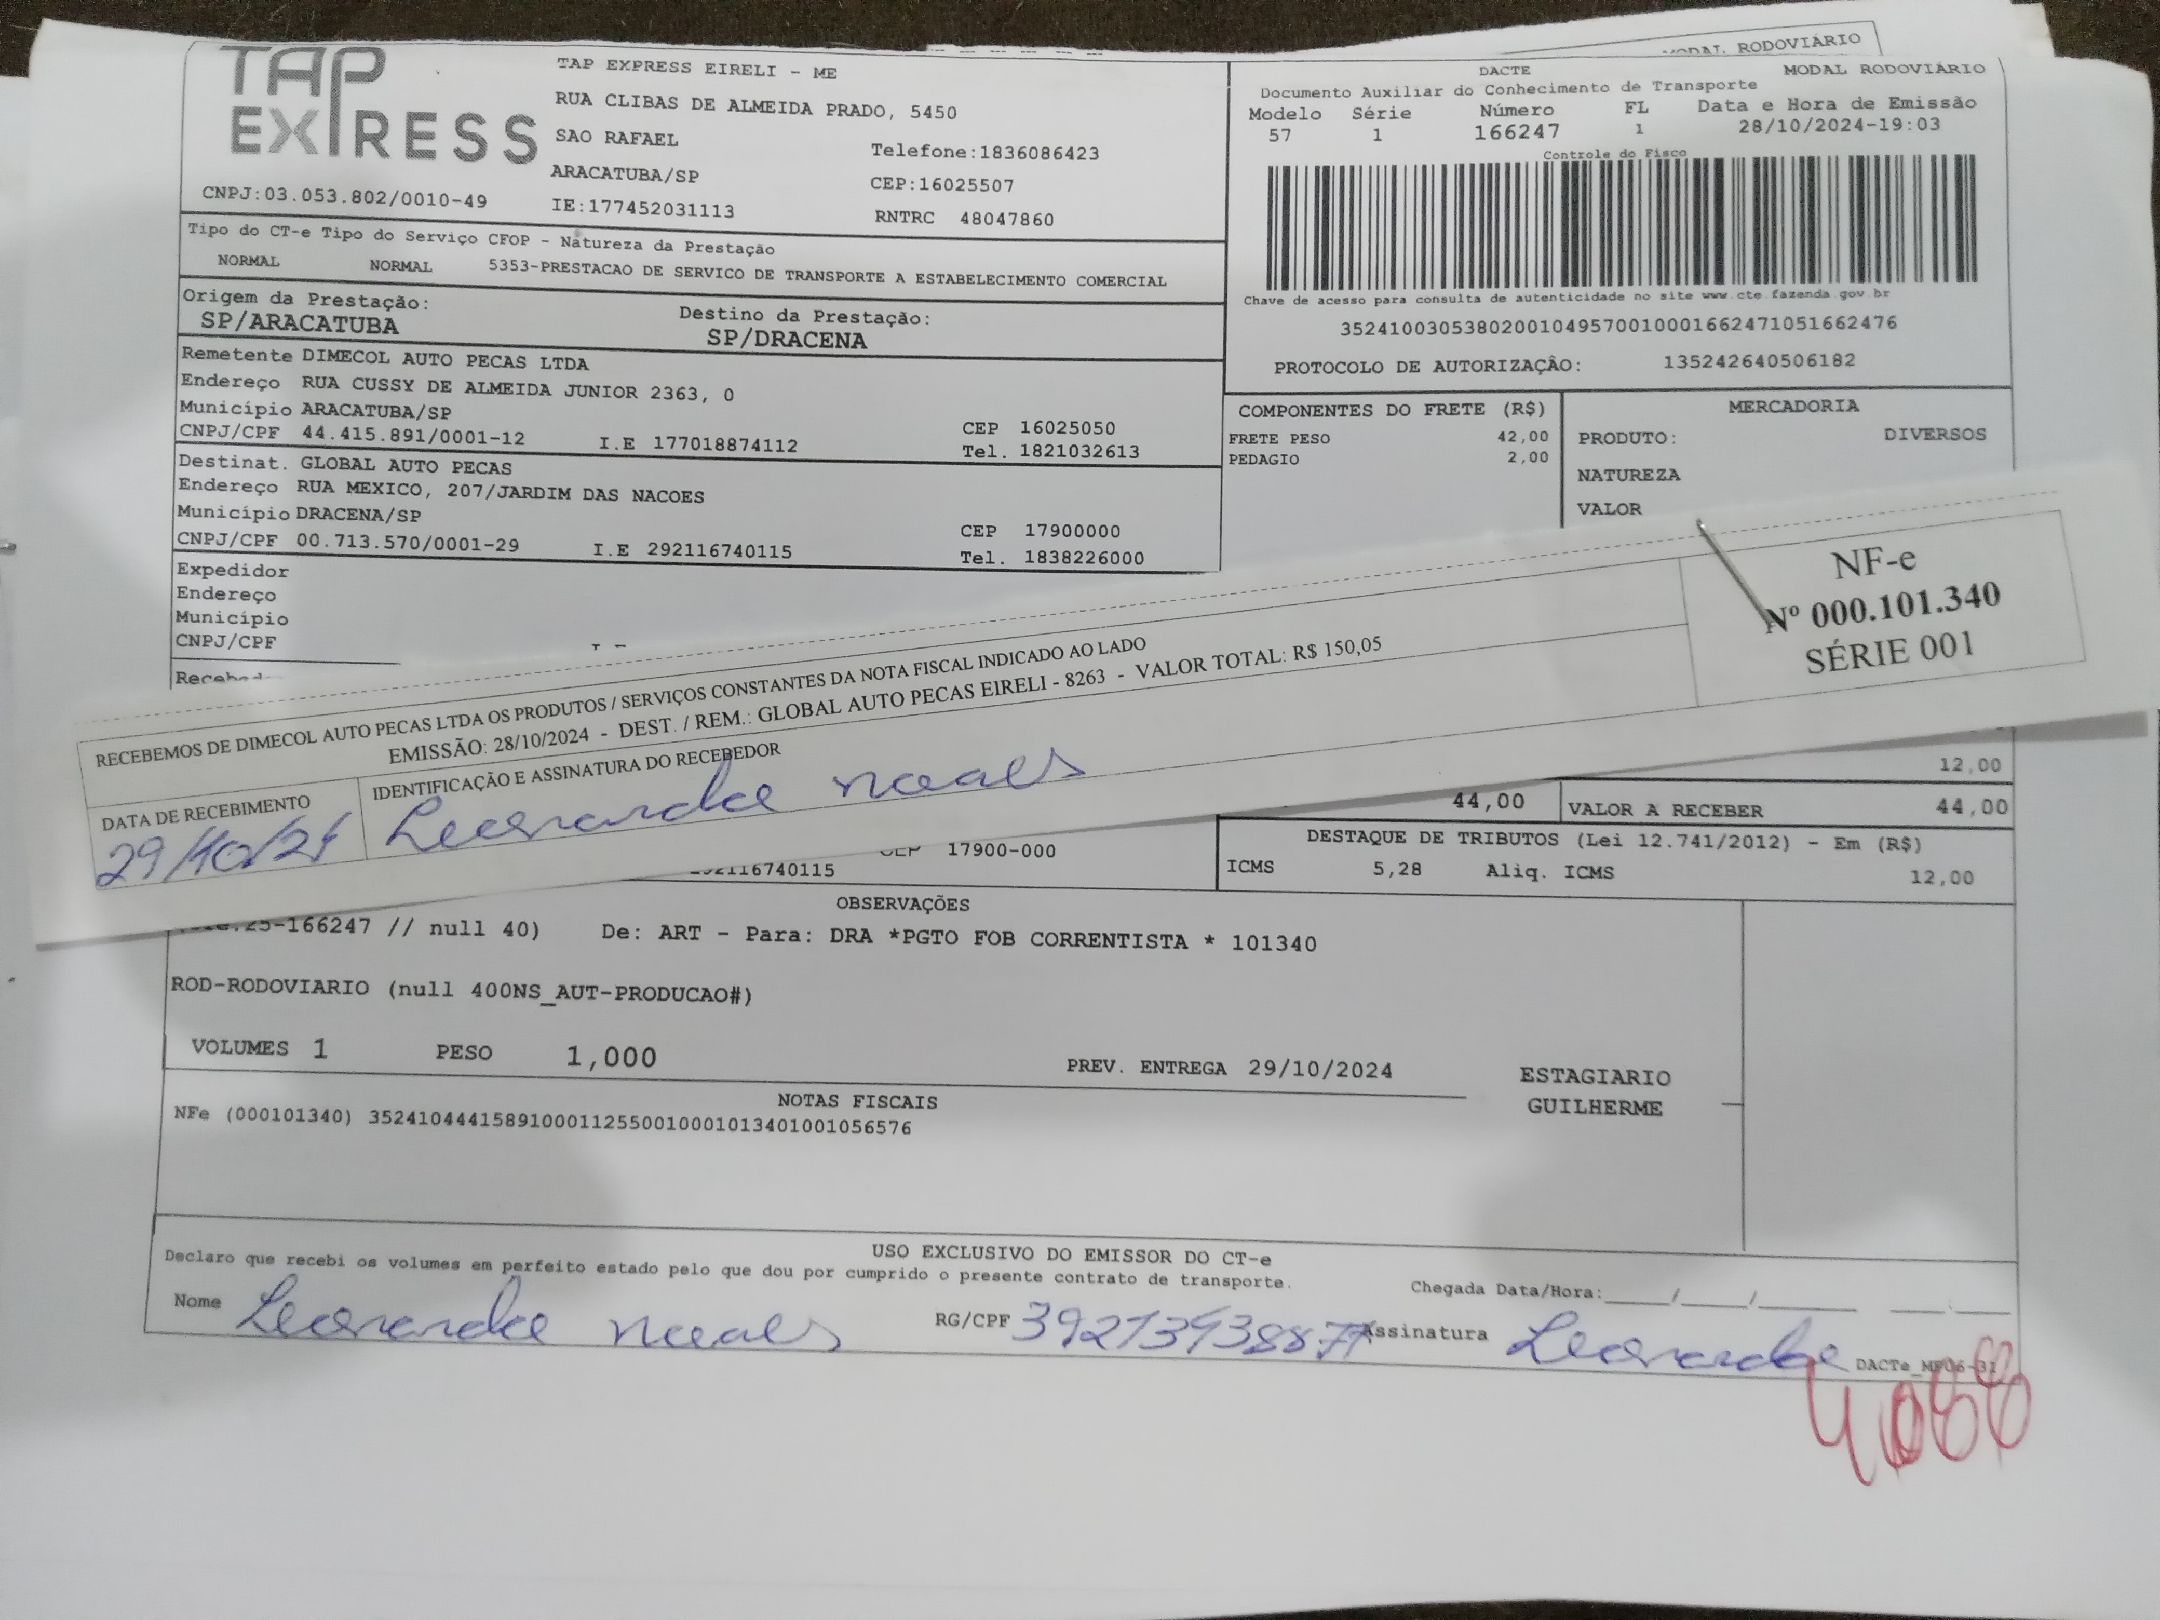 TAP EXPRESS
TAP EXPRESS EIRELI - ME
RUA CLIBAS DE ALMEIDA PRADO, 5450
SAO RAFAEL
Telefone:1836086423
ARACATUBA/SP
CEP:16025507
CNPJ:03.053.802/0010-49
IE:177452031113
RNTRC 48047860
MODAL RODOVIÁRIO
DACTE
MODAL RODOVIÁRIO
Documento Auxiliar do Conhecimento de Transporte
Modelo Série Número FL Data e Hora de Emissão
57 1 166247 1 28/10/2024-19:03
Controle do Fisco
Chave de acesso para consulta de autenticidade no site www.cte.fazenda.gov.br
35241003053802001049570010001662471051662476
PROTOCOLO DE AUTORIZAÇÂO: 135242640506182
Tipo do CT-e Tipo do Serviço CFOP - Natureza da Prestação
NORMAL NORMAL 5353-PRESTACAO DE SERVICO DE TRANSPORTE A ESTABELECIMENTO COMERCIAL
Origem da Prestação: Destino da Prestação:
SP/ARACATUBA SP/DRACENA
Remetente DIMECOL AUTO PECAS LTDA
Endereço RUA CUSSY DE ALMEIDA JUNIOR 2363, 0
Município ARACATUBA/SP CEP 16025050
CNPJ/CPF 44.415.891/0001-12 I.E 177018874112 Tel. 1821032613
Destinat. GLOBAL AUTO PECAS
Endereço RUA MEXICO, 207/JARDIM DAS NACOES
Município DRACENA/SP CEP 17900000
CNPJ/CPF 00.713.570/0001-29 I.E 292116740115 Tel. 1838226000
Expedidor
Endereço
Município
CNPJ/CPF
COMPONENTES DO FRETE (R$)
FRETE PESO 42,00
PEDAGIO 2,00
MERCADORIA
PRODUTO: DIVERSOS
NATUREZA
VALOR
NF-e
Nº 000.101.340
SÉRIE 001
RECEBEMOS DE DIMECOL AUTO PECAS LTDA OS PRODUTOS / SERVIÇOS CONSTANTES DA NOTA FISCAL INDICADO AO LADO
EMISSÃO: 28/10/2024 - DEST. / REM.: GLOBAL AUTO PECAS EIRELI - 8263 - VALOR TOTAL: R$ 150,05
DATA DE RECEBIMENTO IDENTIFICAÇÃO E ASSINATURA DO RECEBEDOR
29/10/24
12,00
44,00 VALOR A RECEBER 44,00
CEP 17900-000
DESTAQUE DE TRIBUTOS (Lei 12.741/2012) - Em (R$)
ICMS 5,28 Aliq. ICMS 12,00
OBSERVAÇÕES
166247 // null 40) De: ART - Para: DRA *PGTO FOB CORRENTISTA * 101340
ROD-RODOVIARIO (null 400NS_AUT-PRODUCAO#)
VOLUMES 1 PESO 1,000 PREV. ENTREGA 29/10/2024
ESTAGIARIO
GUILHERME
NOTAS FISCAIS
NFe (000101340) 35241044415891000112550010001013401001056576
USO EXCLUSIVO DO EMISSOR DO CT-e
Declaro que recebi os volumes em perfeito estado pelo que dou por cumprido o presente contrato de transporte.
Chegada Data/Hora:____/____/______ ___:___
Nome RG/CPF Assinatura